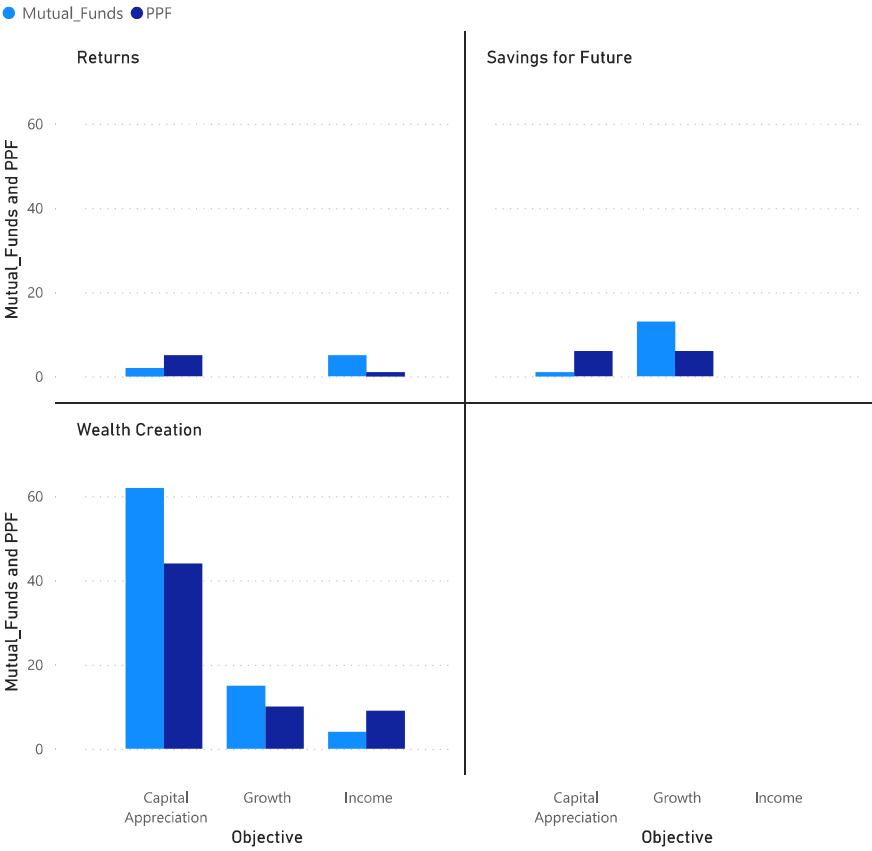 Mutual_Funds PPF
Returns
Savings for Future
60
40
20
0
Mutual_Funds and PPF
Wealth Creation
60
40
20
0
Mutual_Funds and PPF
Capital Appreciation
Growth
Income
Objective
Capital Appreciation
Growth
Income
Objective